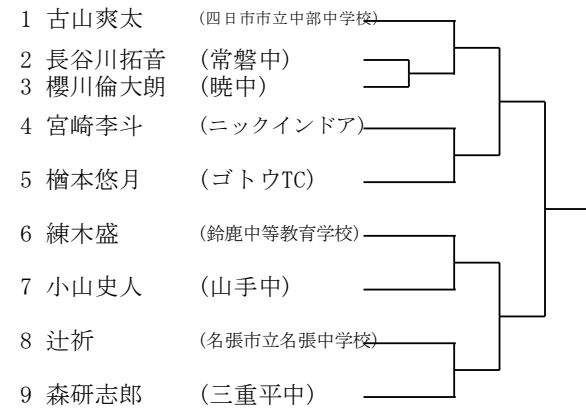 1 古山爽太 (四日市市立中部中学校)
2 長谷川拓音 (常磐中)
3 櫻川倫大朗 (暁中)
4 宮崎李斗 (ニックインドア)
5 楢本悠月 (ゴトウTC)
6 練木盛 (鈴鹿中等教育学校)
7 小山史人 (山手中)
8 辻祈 (名張市立名張中学校)
9 森研志郎 (三重平中)